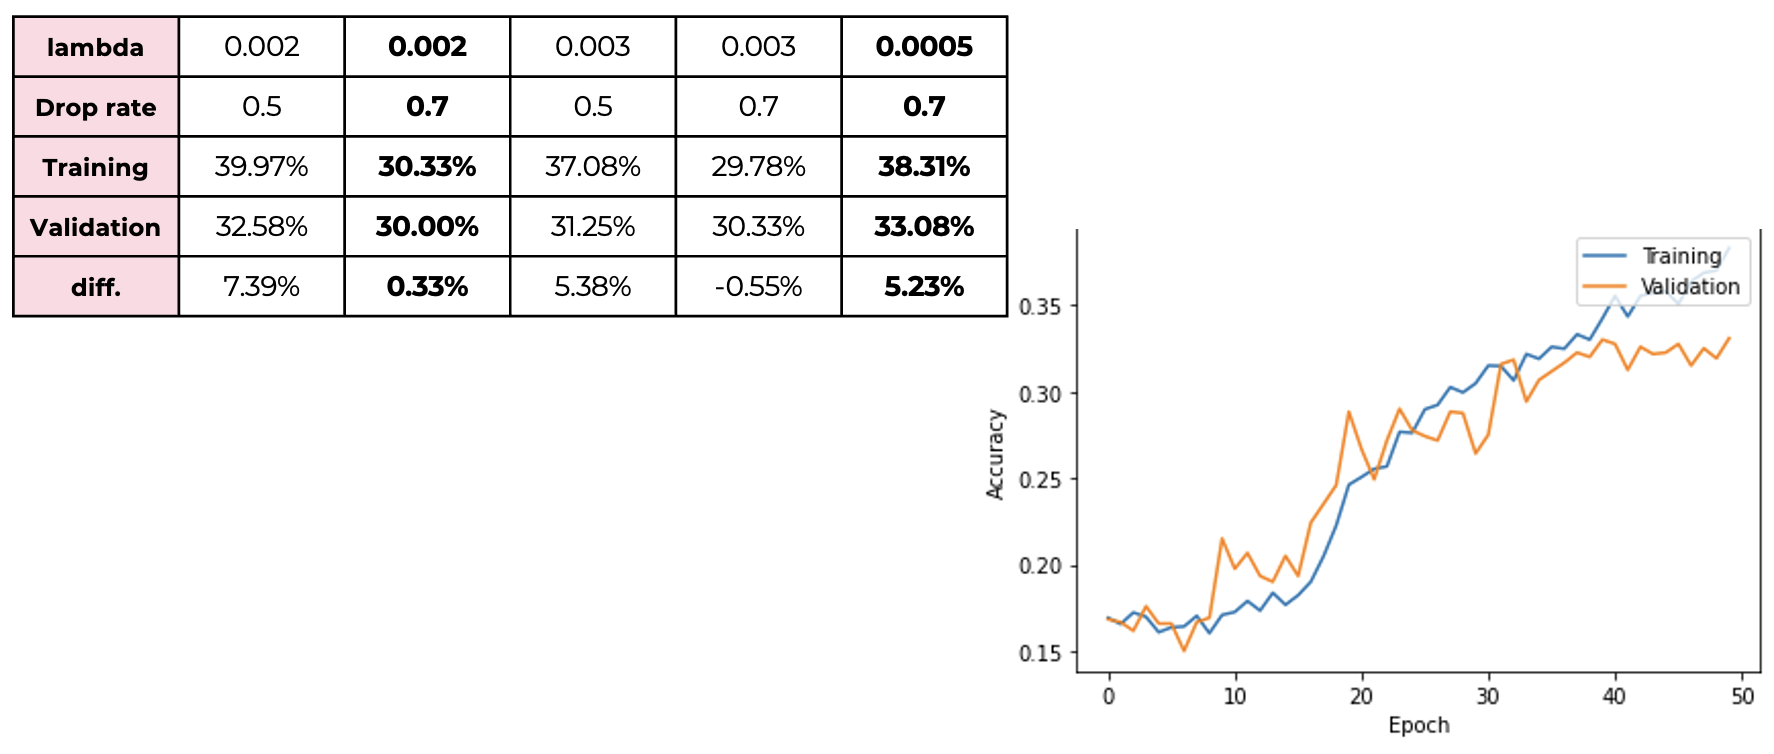 lambda 0.002 0.002 0.003 0.003 0.0005
Drop rate 0.5 0.7 0.5 0.7 0.7
Training 39.97% 30.33% 37.08% 29.78% 38.31%
Validation 32.58% 30.00% 31.25% 30.33% 33.08%
diff. 7.39% 0.33% 5.38% -0.55% 5.23%
Training
Validation
0.35
0.30
0.25
0.20
0.15
Accuracy
0 10 20 30 40 50
Epoch